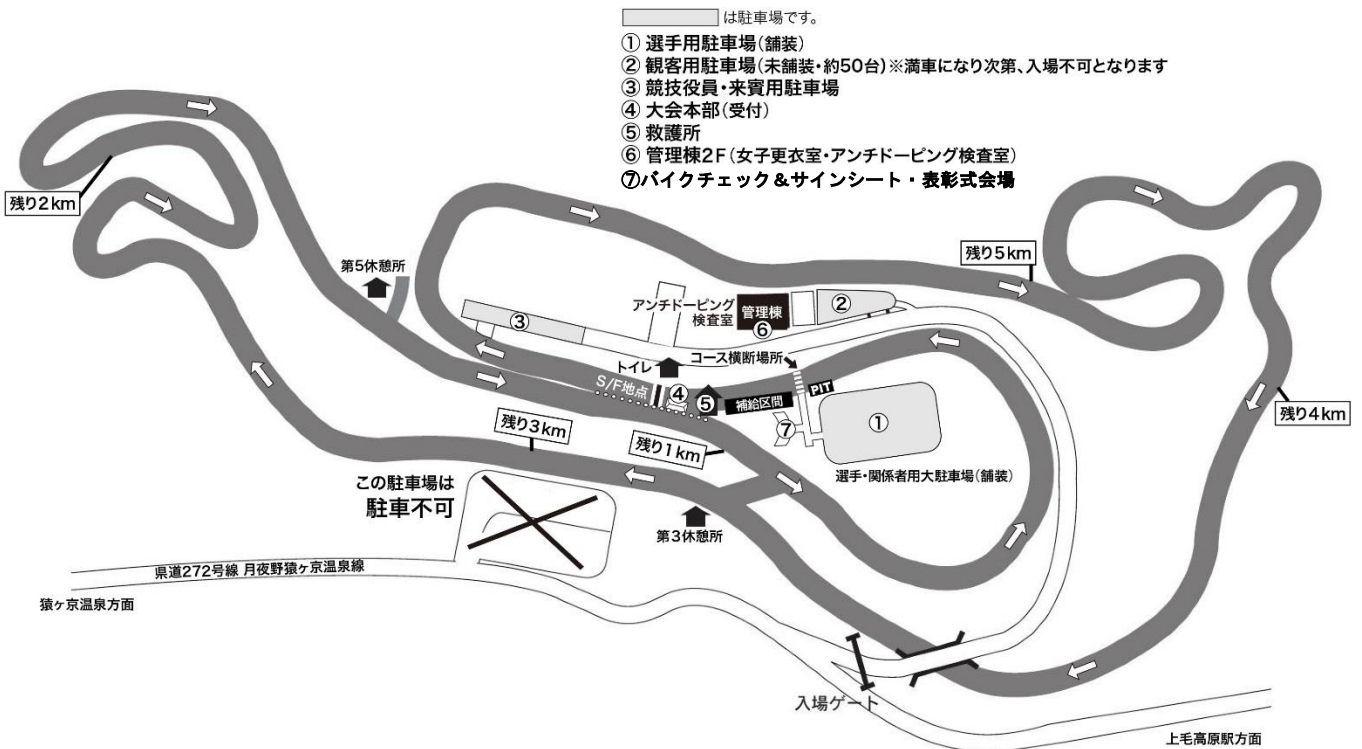 は駐車場です。
① 選手用駐車場(舗装)
② 観客用駐車場(未舗装・約50台)※満車になり次第、入場不可となります
③ 競技役員・来賓用駐車場
④ 大会本部(受付)
⑤ 救護所
⑥ 管理棟2F(女子更衣室・アンチドーピング検査室)
⑦バイクチェック&サインシート・表彰式会場
残り2km
第5休憩所
残り5km
アンチドーピング
検査室
管理棟
⑥
②
③
コース横断場所
トイレ
S/F地点
④
⑤
補給区間
PIT
⑦
①
残り4km
残り3km
残り1km
選手・関係者用大駐車場(舗装)
この駐車場は
駐車不可
第3休憩所
県道272号線 月夜野猿ヶ京温泉線
猿ヶ京温泉方面
入場ゲート
上毛高原駅方面